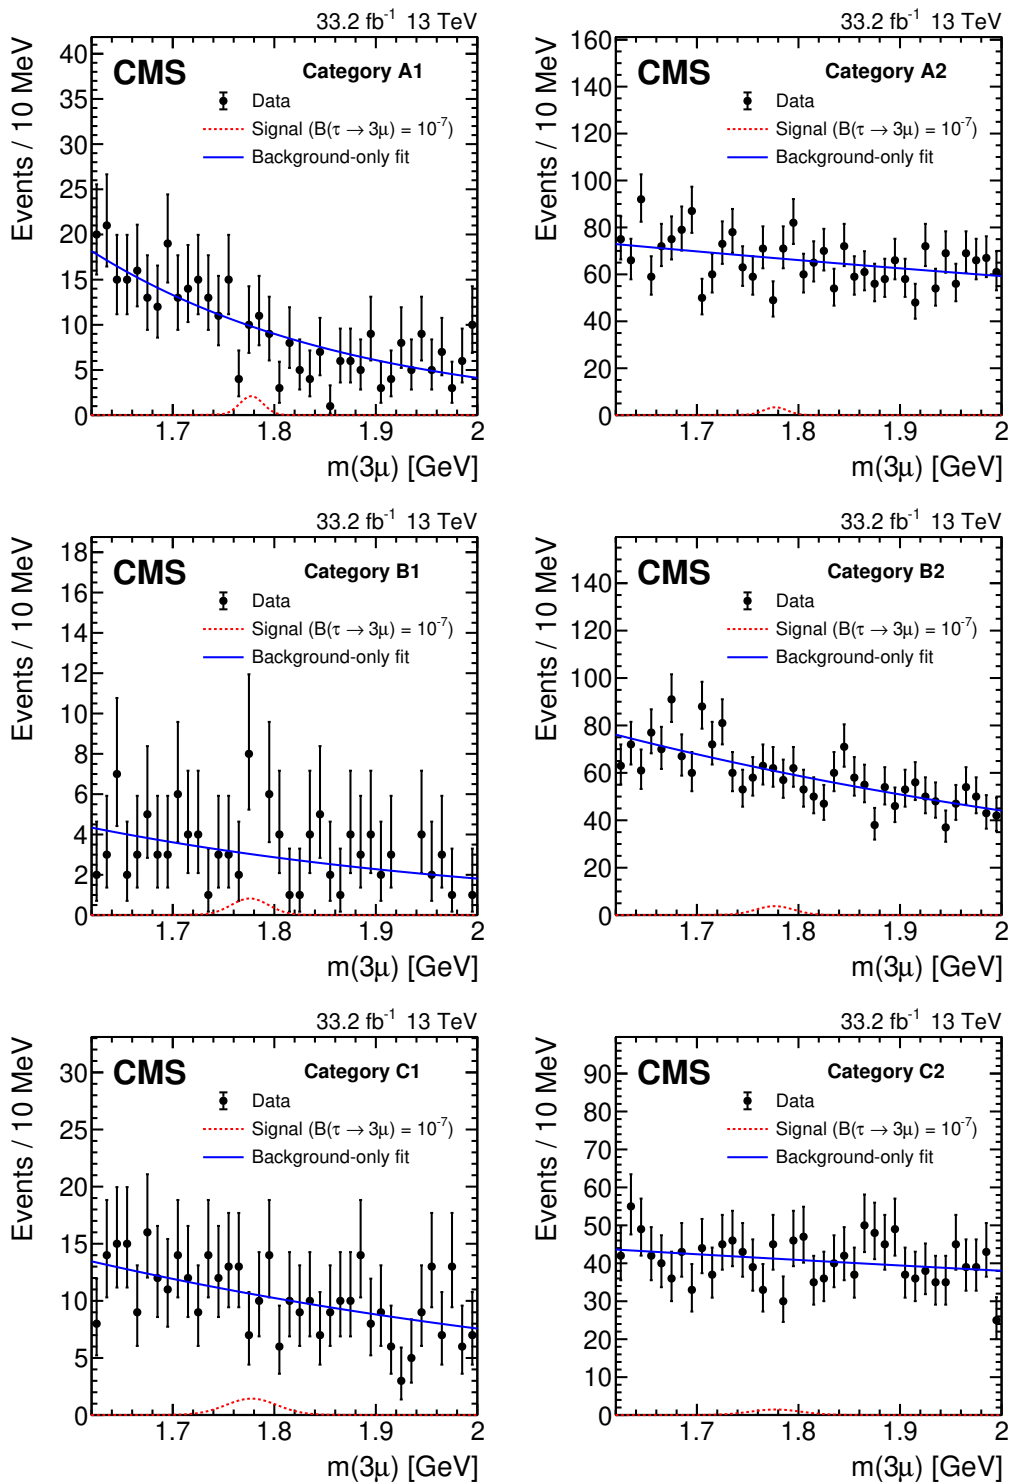 33.2 fb⁻¹ 13 TeV
Events / 10 MeV
CMS
Category A1
Data
Signal (B(τ → 3μ) = 10⁻⁷)
Background-only fit
40
35
30
25
20
15
10
5
0
1.7 1.8 1.9 2
m(3μ) [GeV]
33.2 fb⁻¹ 13 TeV
Events / 10 MeV
CMS
Category A2
Data
Signal (B(τ → 3μ) = 10⁻⁷)
Background-only fit
160
140
120
100
80
60
40
20
0
1.7 1.8 1.9 2
m(3μ) [GeV]
33.2 fb⁻¹ 13 TeV
Events / 10 MeV
CMS
Category B1
Data
Signal (B(τ → 3μ) = 10⁻⁷)
Background-only fit
18
16
14
12
10
8
6
4
2
0
1.7 1.8 1.9 2
m(3μ) [GeV]
33.2 fb⁻¹ 13 TeV
Events / 10 MeV
CMS
Category B2
Data
Signal (B(τ → 3μ) = 10⁻⁷)
Background-only fit
140
120
100
80
60
40
20
0
1.7 1.8 1.9 2
m(3μ) [GeV]
33.2 fb⁻¹ 13 TeV
Events / 10 MeV
CMS
Category C1
Data
Signal (B(τ → 3μ) = 10⁻⁷)
Background-only fit
30
25
20
15
10
5
0
1.7 1.8 1.9 2
m(3μ) [GeV]
33.2 fb⁻¹ 13 TeV
Events / 10 MeV
CMS
Category C2
Data
Signal (B(τ → 3μ) = 10⁻⁷)
Background-only fit
90
80
70
60
50
40
30
20
10
0
1.7 1.8 1.9 2
m(3μ) [GeV]